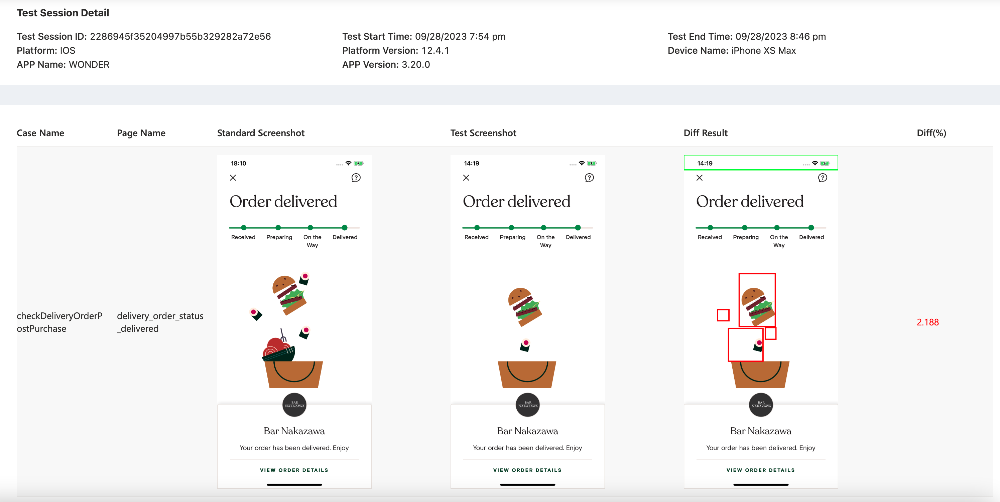 Test Session Detail
Test Session ID: 2286945f35204997b55b329282a72e56
Test Start Time: 09/28/2023 7:54 pm
Test End Time: 09/28/2023 8:46 pm
Platform: IOS
Platform Version: 12.4.1
Device Name: iPhone XS Max
APP Name: WONDER
APP Version: 3.20.0
Case Name
Page Name
Standard Screenshot
Test Screenshot
Diff Result
Diff(%)
checkDeliveryOrderP
ostPurchase
delivery_order_status
_delivered
18:10
Order delivered
Received
Preparing
On the
Way
Delivered
BAR
NAKAZAWA
Bar Nakazawa
Your order has been delivered. Enjoy
VIEW ORDER DETAILS
14:19
Order delivered
Received
Preparing
On the
Way
Delivered
BAR
NAKAZAWA
Bar Nakazawa
Your order has been delivered. Enjoy
VIEW ORDER DETAILS
14:19
Order delivered
Received
Preparing
On the
Way
Delivered
BAR
NAKAZAWA
Bar Nakazawa
Your order has been delivered. Enjoy
VIEW ORDER DETAILS
2.188